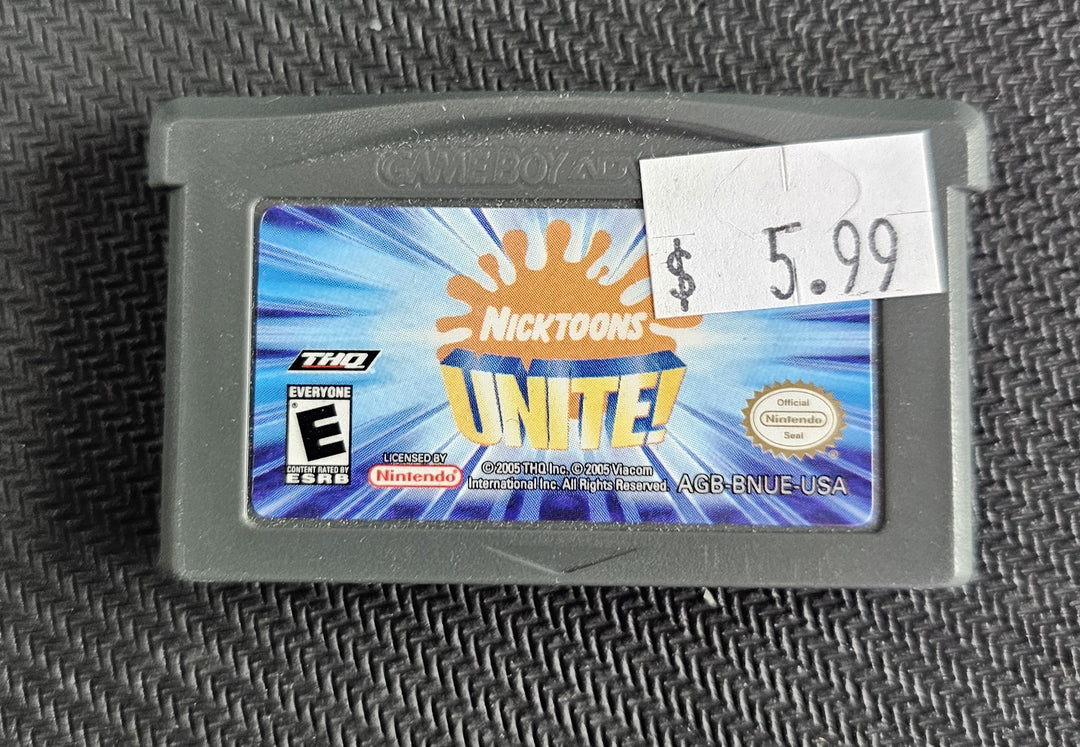 GAME BOY AD
$ 5.99
NICKTOONS
UNITE!
THQ
EVERYONE
E
®
CONTENT RATED BY
ESRB
LICENSED BY
Nintendo
© 2005 THQ Inc. © 2005 Viacom
International Inc. All Rights Reserved.
AGB-BNUE-USA
Official
Nintendo
Seal